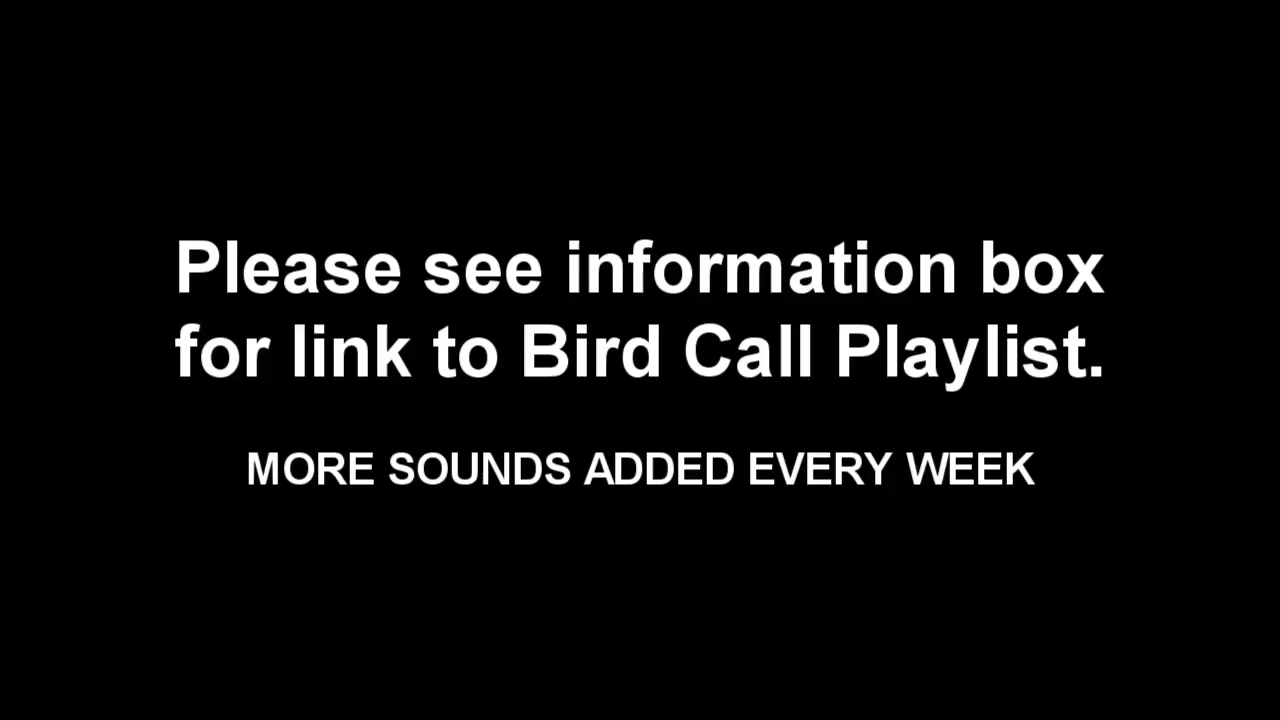 Please see information box
for link to Bird Call Playlist.
MORE SOUNDS ADDED EVERY WEEK